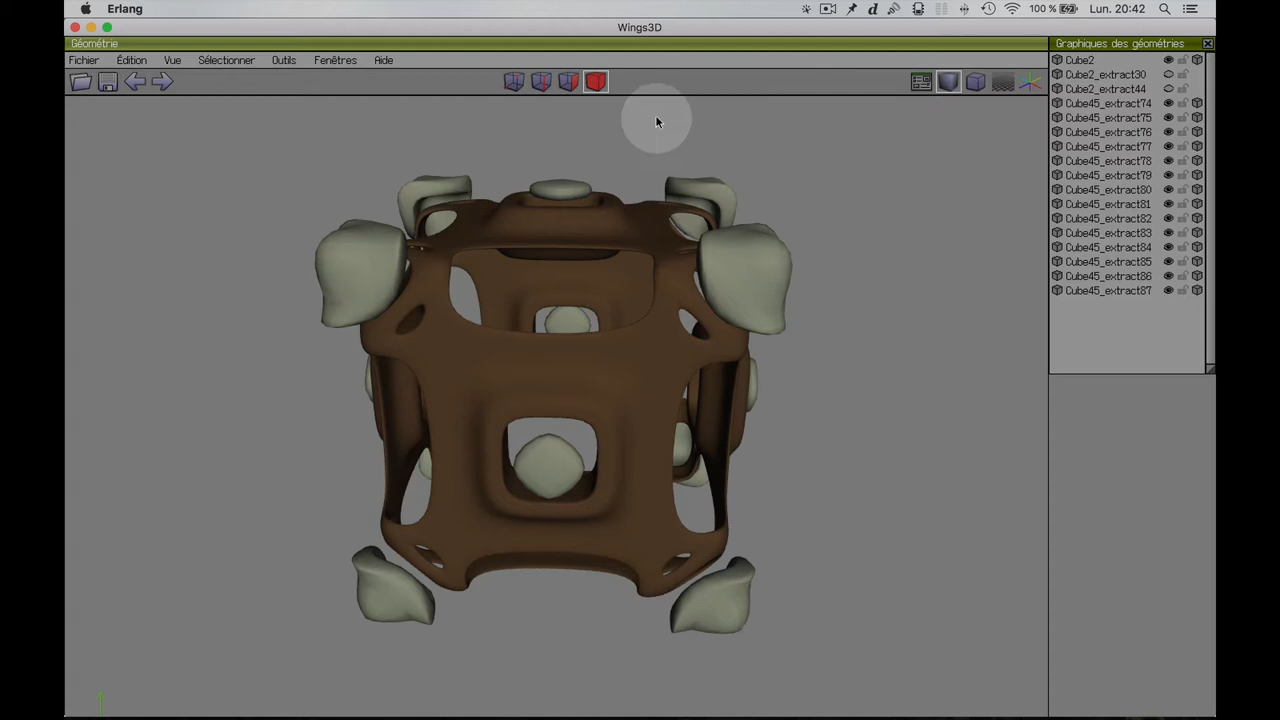 Erlang
100 %
Lun. 20:42
Wings3D
Géométrie
Graphiques des géométries
Fichier Édition Vue Sélectionner Outils Fenêtres Aide
Cube2
Cube2_extract30
Cube2_extract44
Cube45_extract74
Cube45_extract75
Cube45_extract76
Cube45_extract77
Cube45_extract78
Cube45_extract79
Cube45_extract80
Cube45_extract81
Cube45_extract82
Cube45_extract83
Cube45_extract84
Cube45_extract85
Cube45_extract86
Cube45_extract87